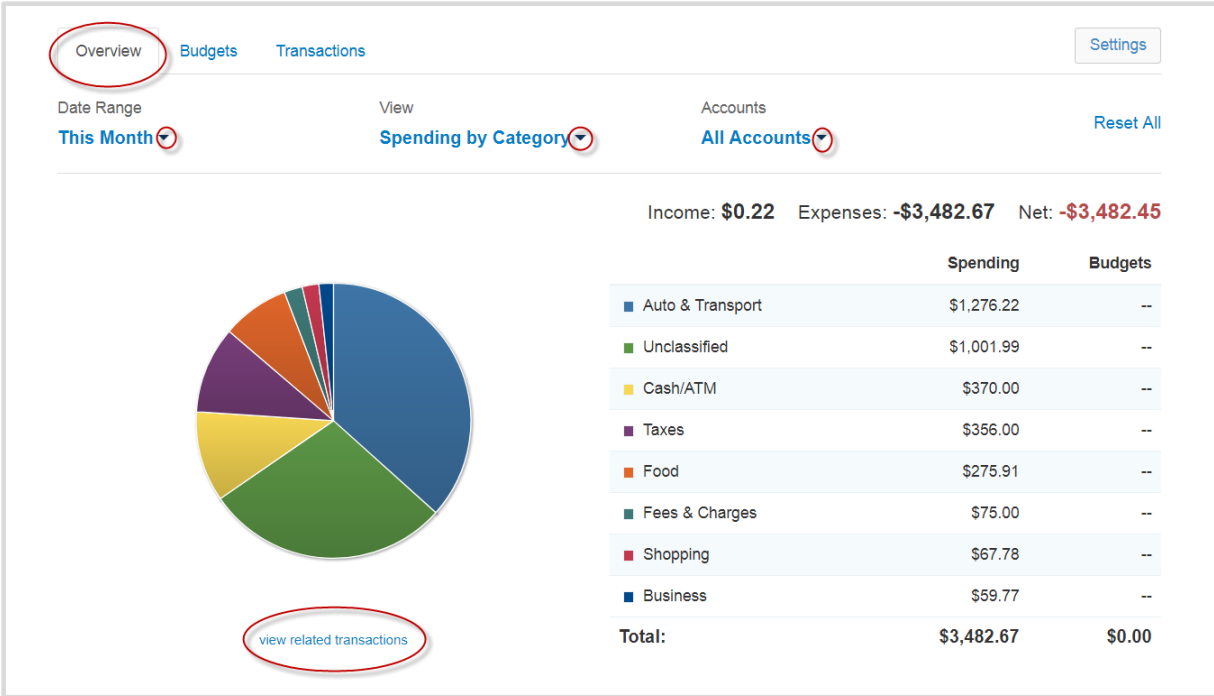 Overview Budgets Transactions Settings
Date Range View Accounts
This Month Spending by Category All Accounts Reset All
Income: $0.22 Expenses: -$3,482.67 Net: -$3,482.45
Spending Budgets
Auto & Transport $1,276.22 --
Unclassified $1,001.99 --
Cash/ATM $370.00 --
Taxes $356.00 --
Food $275.91 --
Fees & Charges $75.00 --
Shopping $67.78 --
Business $59.77 --
view related transactions
Total: $3,482.67 $0.00